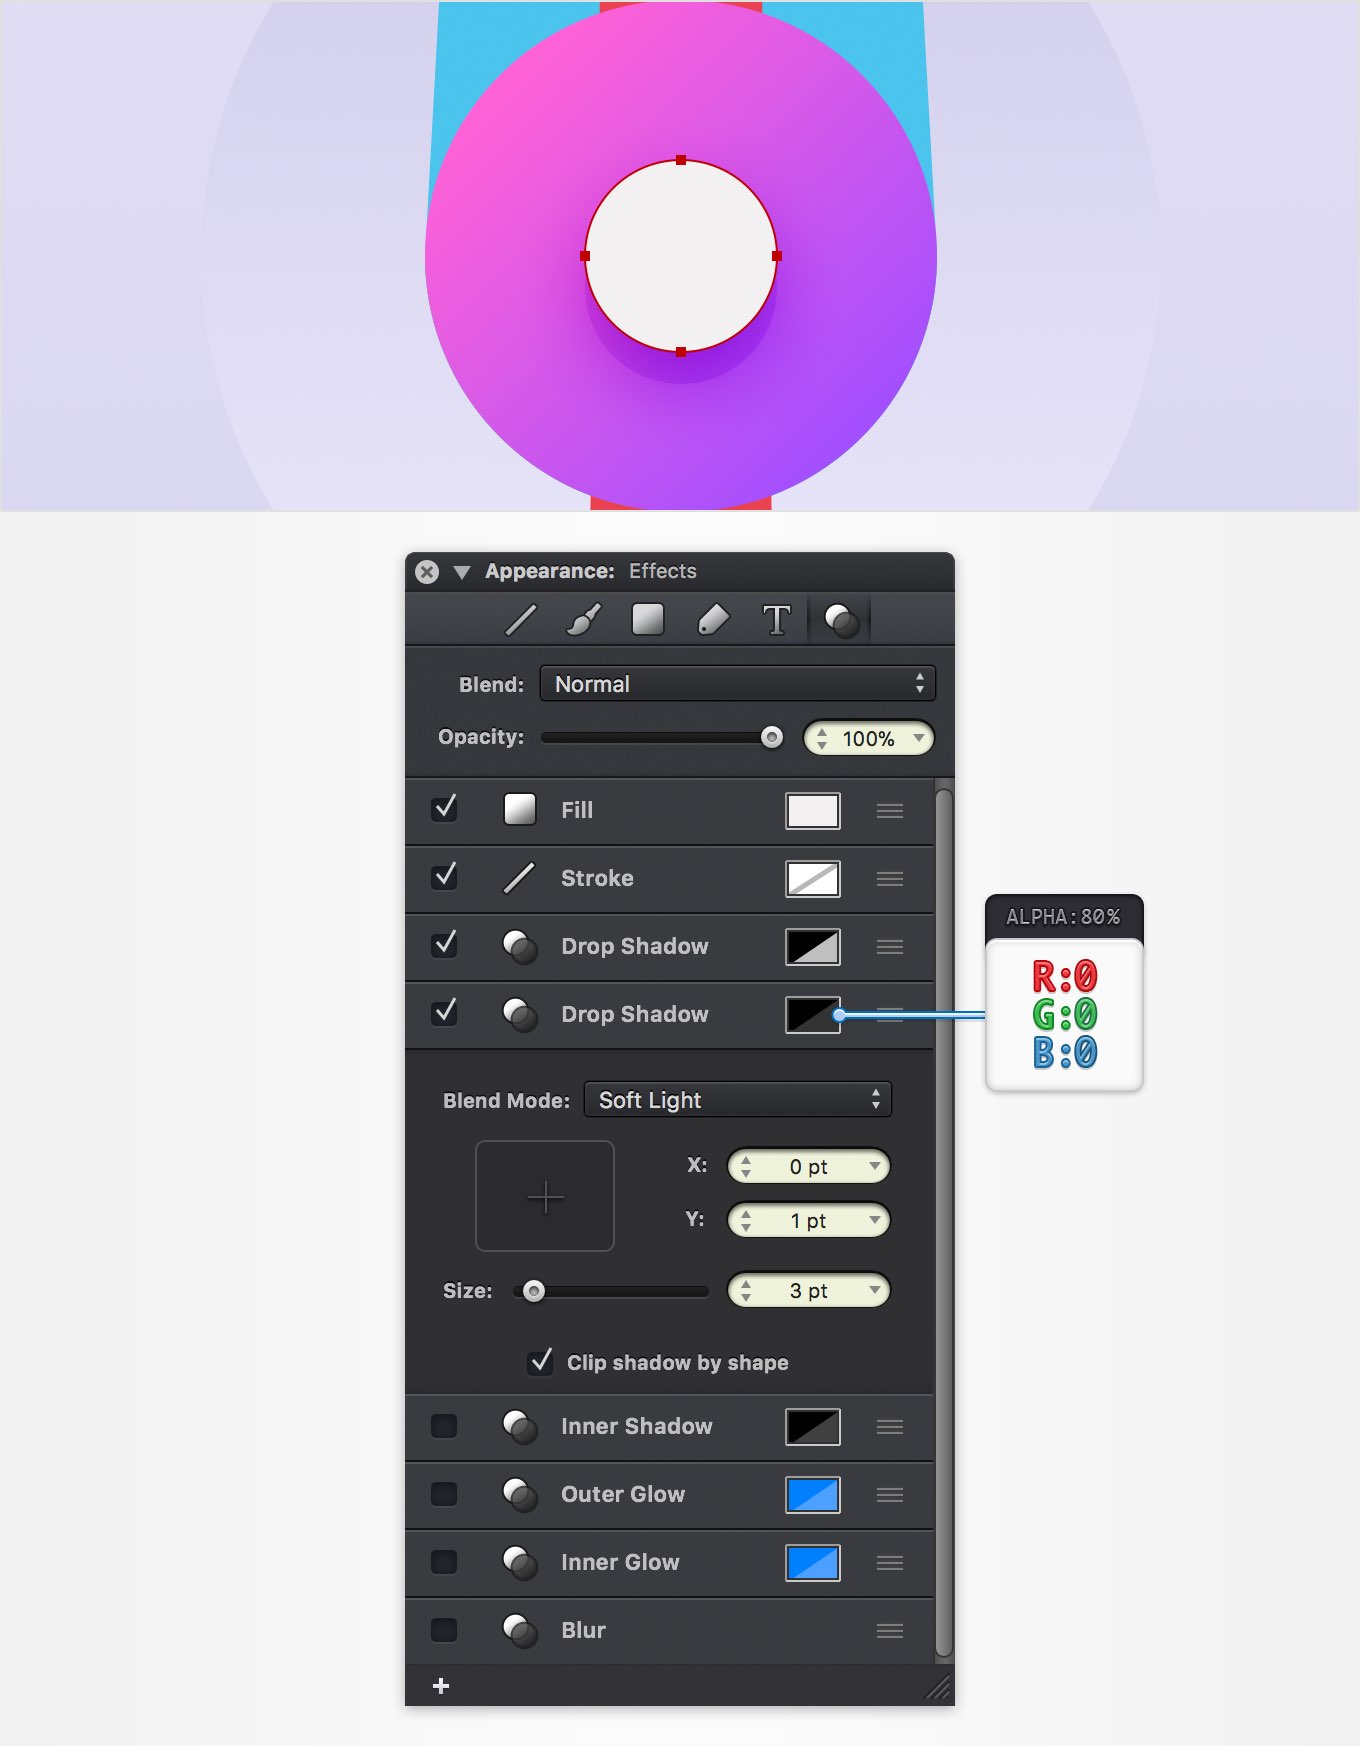 Appearance: Effects
T
Blend: Normal
Opacity: 100%
Fill
Stroke
Drop Shadow
Drop Shadow
ALPHA:80%
R:0
G:0
B:0
Blend Mode: Soft Light
X: 0 pt
Y: 1 pt
Size: 3 pt
Clip shadow by shape
Inner Shadow
Outer Glow
Inner Glow
Blur
+